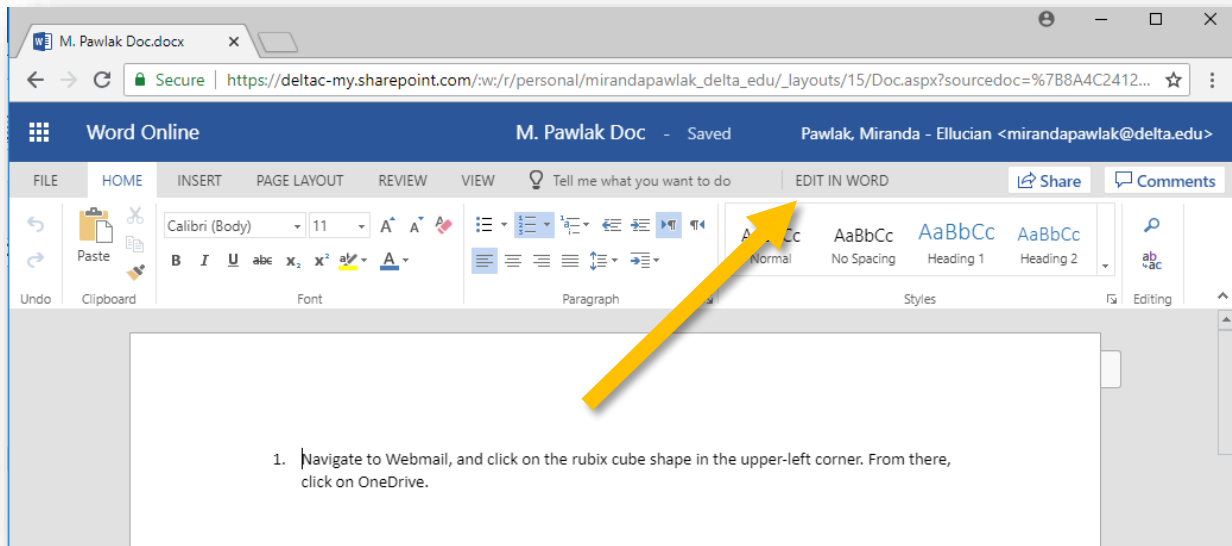 M. Pawlak Doc.docx
Secure | https://deltac-my.sharepoint.com/:w:/r/personal/mirandapawlak_delta_edu/_layouts/15/Doc.aspx?sourcedoc=%7B8A4C2412...
Word Online M. Pawlak Doc - Saved Pawlak, Miranda - Ellucian <mirandapawlak@delta.edu>
FILE HOME INSERT PAGE LAYOUT REVIEW VIEW Tell me what you want to do EDIT IN WORD Share Comments
Calibri (Body) 11
Paste
B I U abc x₂ x² A
AaBbCc AaBbCc AaBbCc
Normal No Spacing Heading 1 Heading 2
Undo Clipboard Font Paragraph Styles Editing
1. Navigate to Webmail, and click on the rubix cube shape in the upper-left corner. From there,
click on OneDrive.